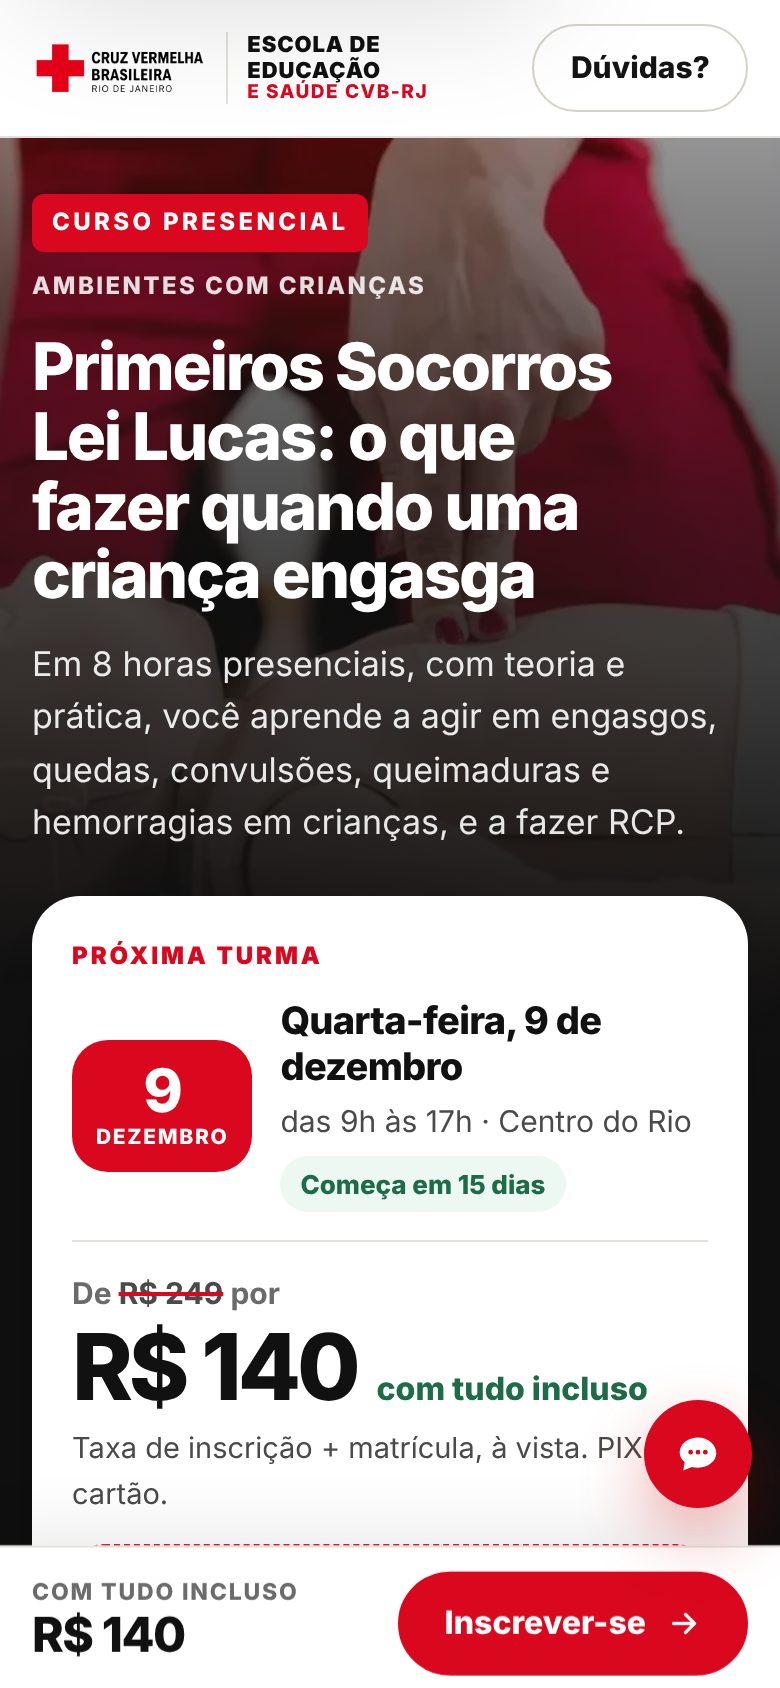 CRUZ VERMELHA
BRASILEIRA
RIO DE JANEIRO
ESCOLA DE
EDUCAÇÃO
E SAÚDE CVB-RJ
Dúvidas?
CURSO PRESENCIAL
AMBIENTES COM CRIANÇAS
Primeiros Socorros
Lei Lucas: o que
fazer quando uma
criança engasga
Em 8 horas presenciais, com teoria e
prática, você aprende a agir em engasgos,
quedas, convulsões, queimaduras e
hemorragias em crianças, e a fazer RCP.
PRÓXIMA TURMA
9
DEZEMBRO
Quarta-feira, 9 de
dezembro
das 9h às 17h · Centro do Rio
Começa em 15 dias
De R$ 249 por
R$ 140 com tudo incluso
Taxa de inscrição + matrícula, à vista. PIX
cartão.
COM TUDO INCLUSO
R$ 140
Inscrever-se →